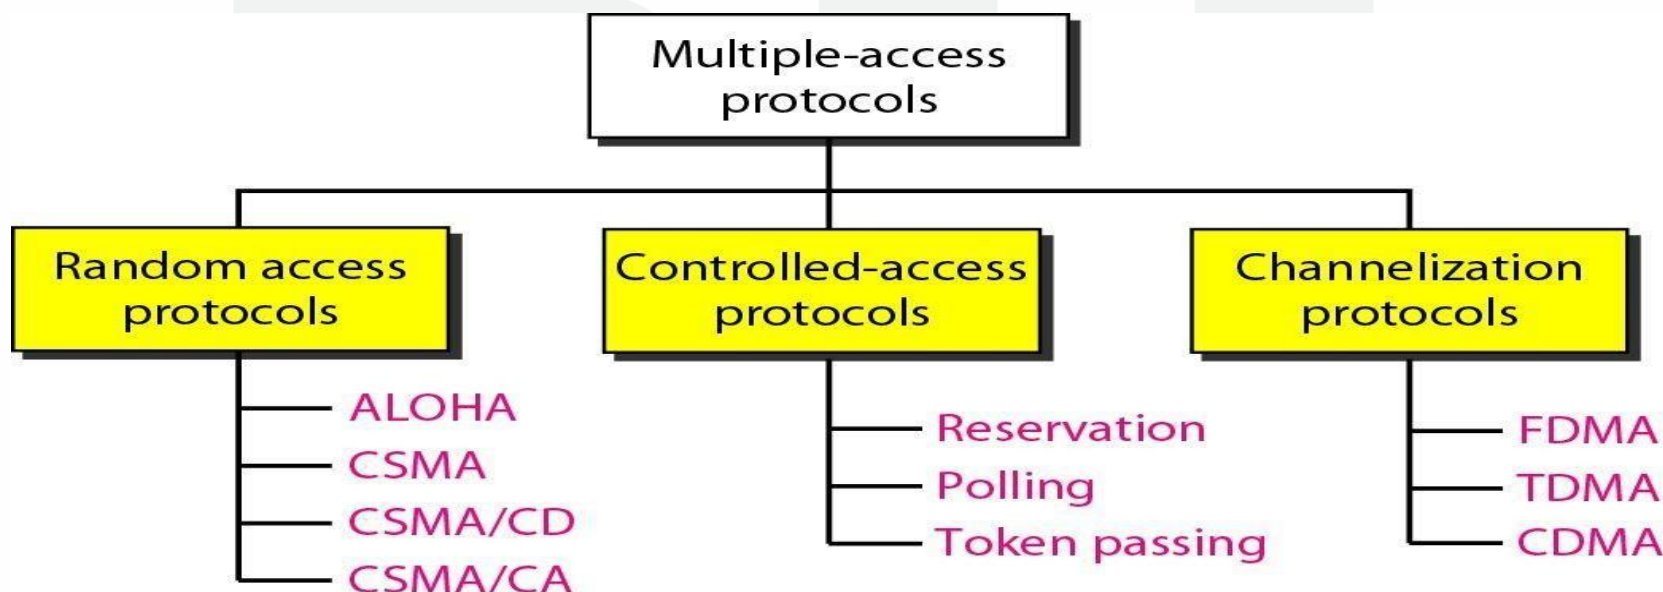 Multiple-access
protocols
Random access
protocols
Controlled-access
protocols
Channelization
protocols
ALOHA
CSMA
CSMA/CD
CSMA/CA
Reservation
Polling
Token passing
FDMA
TDMA
CDMA